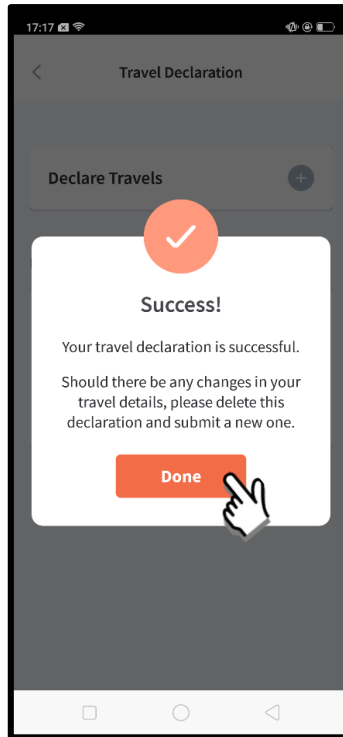 17:17
Travel Declaration
Declare Travels
Success!
Your travel declaration is successful.
Should there be any changes in your
travel details, please delete this
declaration and submit a new one.
Done